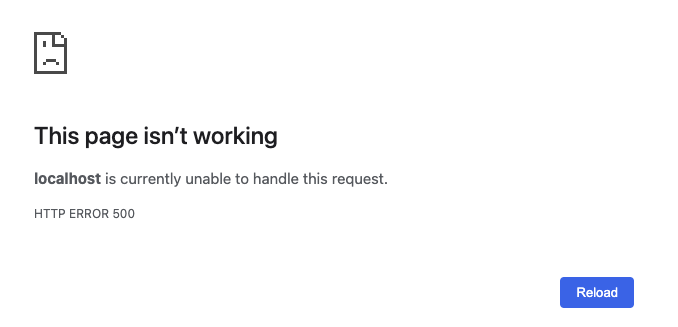 This page isn’t working
localhost is currently unable to handle this request.
HTTP ERROR 500
Reload